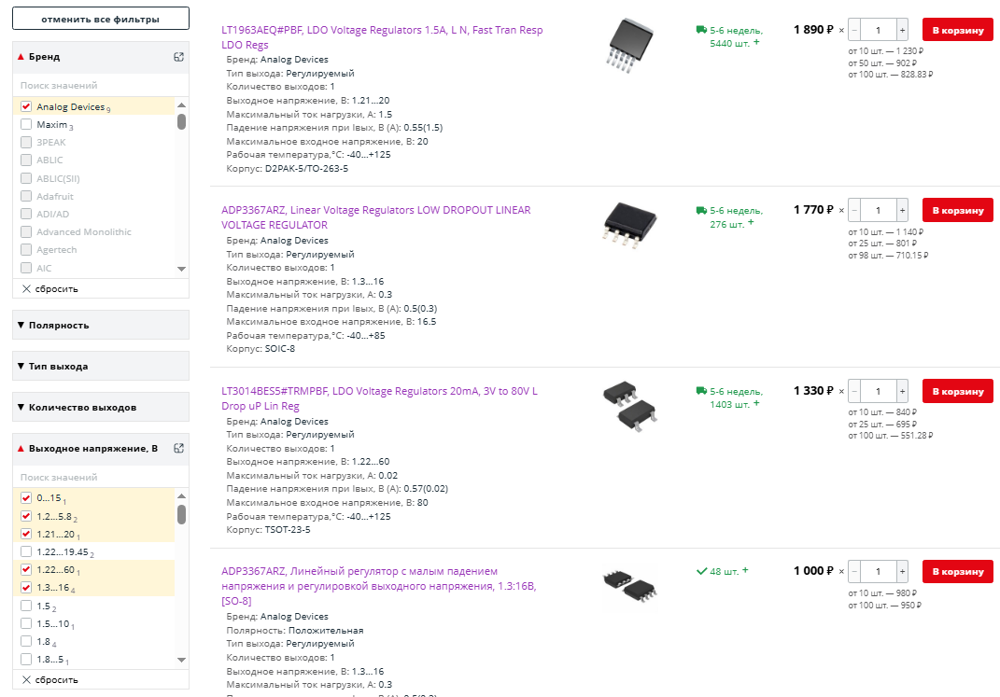 отменить все фильтры
Бренд
Поиск значений
Analog Devices 9
Maxim 3
3PEAK
ABLIC
ABLIC(SII)
Adafruit
ADI/AD
Advanced Monolithic
Agertech
AIC
сбросить
Полярность
Тип выхода
Количество выходов
Выходное напряжение, В
Поиск значений
0...15 1
1.2...5.8 2
1.21...20 1
1.22...19.45 2
1.22...60 1
1.3...16 4
1.5 2
1.5...10 1
1.8 4
1.8...5 1
сбросить
LT1963AEQ#PBF, LDO Voltage Regulators 1.5A, L N, Fast Tran Resp
LDO Regs
Бренд: Analog Devices
Тип выхода: Регулируемый
Количество выходов: 1
Выходное напряжение, В: 1.21...20
Максимальный ток нагрузки, А: 1.5
Падение напряжения при Iвых, В (А): 0.55(1.5)
Максимальное входное напряжение, В: 20
Рабочая температура,°C: -40...+125
Корпус: D2PAK-5/TO-263-5
5-6 недель,
5440 шт. +
1 890 ₽ × – 1 + В корзину
от 10 шт. — 1 230 ₽
от 50 шт. — 902 ₽
от 100 шт. — 828.83 ₽
ADP3367ARZ, Linear Voltage Regulators LOW DROPOUT LINEAR
VOLTAGE REGULATOR
Бренд: Analog Devices
Тип выхода: Регулируемый
Количество выходов: 1
Выходное напряжение, В: 1.3...16
Максимальный ток нагрузки, А: 0.3
Падение напряжения при Iвых, В (А): 0.5(0.3)
Максимальное входное напряжение, В: 16.5
Рабочая температура,°C: -40...+85
Корпус: SOIC-8
5-6 недель,
276 шт. +
1 770 ₽ × – 1 + В корзину
от 10 шт. — 1 140 ₽
от 25 шт. — 801 ₽
от 98 шт. — 710.15 ₽
LT3014BES5#TRMPBF, LDO Voltage Regulators 20mA, 3V to 80V L
Drop uP Lin Reg
Бренд: Analog Devices
Тип выхода: Регулируемый
Количество выходов: 1
Выходное напряжение, В: 1.22...60
Максимальный ток нагрузки, А: 0.02
Падение напряжения при Iвых, В (А): 0.57(0.02)
Максимальное входное напряжение, В: 80
Рабочая температура,°C: -40...+125
Корпус: TSOT-23-5
5-6 недель,
1403 шт. +
1 330 ₽ × – 1 + В корзину
от 10 шт. — 840 ₽
от 25 шт. — 695 ₽
от 100 шт. — 551.28 ₽
ADP3367ARZ, Линейный регулятор с малым падением
напряжения и регулировкой выходного напряжения, 1.3:16В,
[SO-8]
Бренд: Analog Devices
Полярность: Положительная
Тип выхода: Регулируемый
Количество выходов: 1
Выходное напряжение, В: 1.3...16
Максимальный ток нагрузки, А: 0.3
48 шт. +
1 000 ₽ × – 1 + В корзину
от 10 шт. — 980 ₽
от 100 шт. — 950 ₽